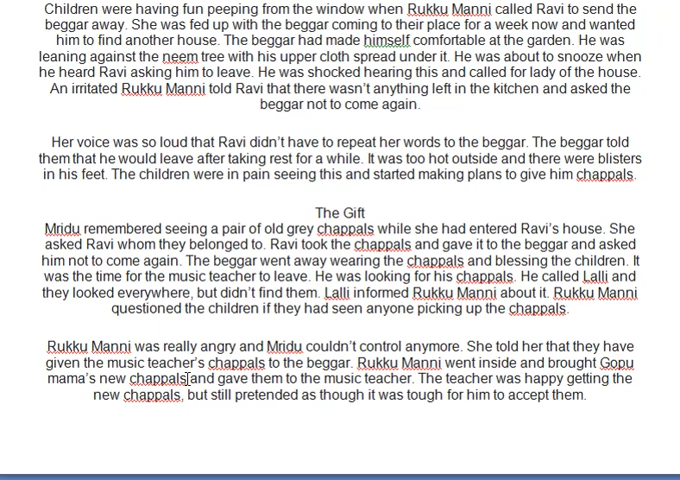 Children were having fun peeping from the window when Rukku Manni called Ravi to send the
beggar away. She was fed up with the beggar coming to their place for a week now and wanted
him to find another house. The beggar had made himself comfortable at the garden. He was
leaning against the neem tree with his upper cloth spread under it. He was about to snooze when
he heard Ravi asking him to leave. He was shocked hearing this and called for lady of the house.
An irritated Rukku Manni told Ravi that there wasn’t anything left in the kitchen and asked the
beggar not to come again.
Her voice was so loud that Ravi didn’t have to repeat her words to the beggar. The beggar told
them that he would leave after taking rest for a while. It was too hot outside and there were blisters
in his feet. The children were in pain seeing this and started making plans to give him chappals.
The Gift
Mridu remembered seeing a pair of old grey chappals while she had entered Ravi’s house. She
asked Ravi whom they belonged to. Ravi took the chappals and gave it to the beggar and asked
him not to come again. The beggar went away wearing the chappals and blessing the children. It
was the time for the music teacher to leave. He was looking for his chappals. He called Lalli and
they looked everywhere, but didn’t find them. Lalli informed Rukku Manni about it. Rukku Manni
questioned the children if they had seen anyone picking up the chappals.
Rukku Manni was really angry and Mridu couldn’t control anymore. She told her that they have
given the music teacher’s chappals to the beggar. Rukku Manni went inside and brought Gopu
mama’s new chappals and gave them to the music teacher. The teacher was happy getting the
new chappals, but still pretended as though it was tough for him to accept them.